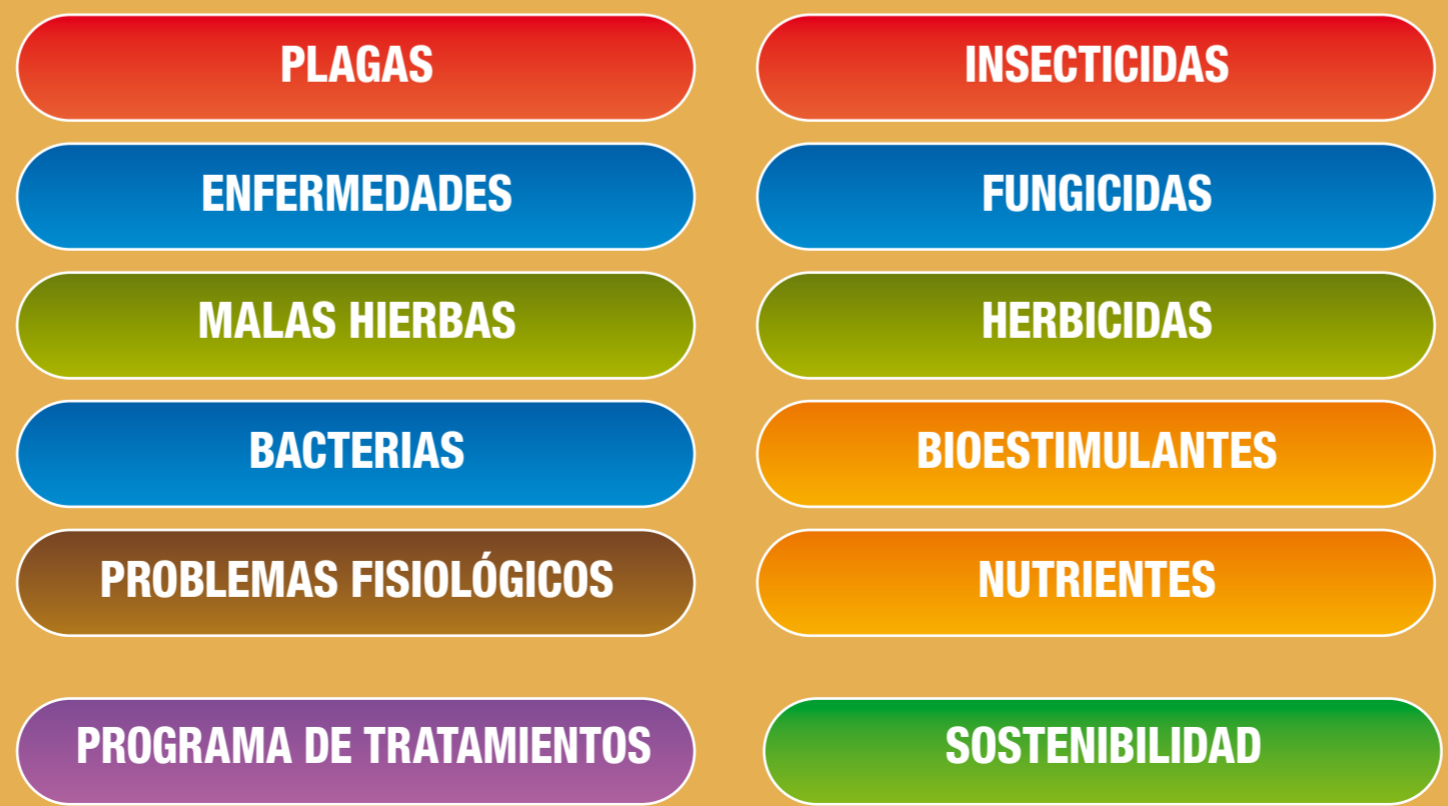 PLAGAS
INSECTICIDAS
ENFERMEDADES
FUNGICIDAS
MALAS HIERBAS
HERBICIDAS
BACTERIAS
BIOESTIMULANTES
PROBLEMAS FISIOLÓGICOS
NUTRIENTES
PROGRAMA DE TRATAMIENTOS
SOSTENIBILIDAD